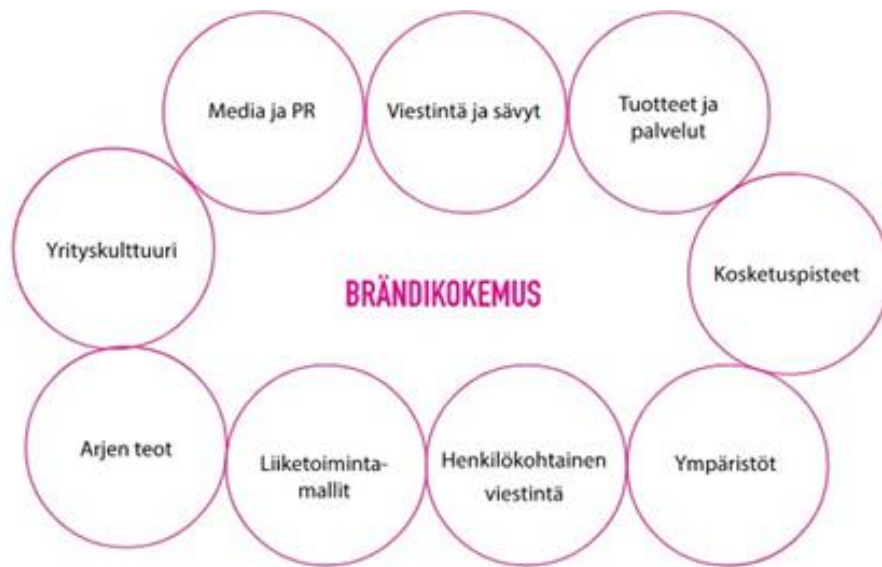 Media ja PR
Viestintä ja sävyt
Tuotteet ja
palvelut
Yrityskulttuuri
BRÄNDIKOKEMUS
Kosketuspisteet
Arjen teot
Liiketoiminta-
mallit
Henkilökohtainen
viestintä
Ympäristöt